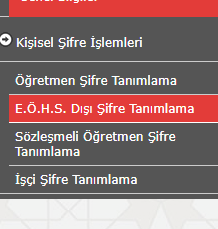 Kişisel Şifre İşlemleri
Öğretmen Şifre Tanımlama
E.Ö.H.S. Dışı Şifre Tanımlama
Sözleşmeli Öğretmen Şifre
Tanımlama
İşçi Şifre Tanımlama